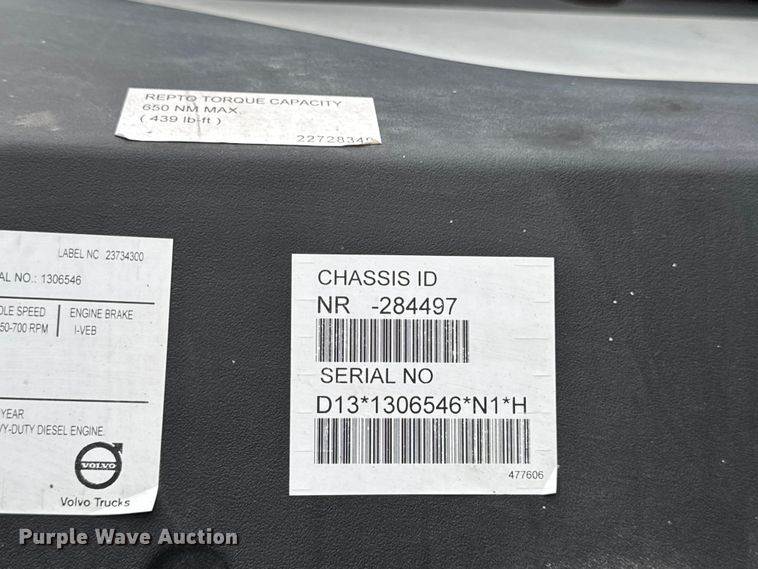 REPTO TORQUE CAPACITY
650 NM MAX.
( 439 lb-ft )
22728340
LABEL NC 23734300
AL NO.: 1306546
DLE SPEED
50-700 RPM
ENGINE BRAKE
I-VEB
YEAR
VY-DUTY DIESEL ENGINE
VOLVO
Volvo Trucks
CHASSIS ID
NR -284497
SERIAL NO
D13*1306546*N1*H
477606
Purple Wave Auction